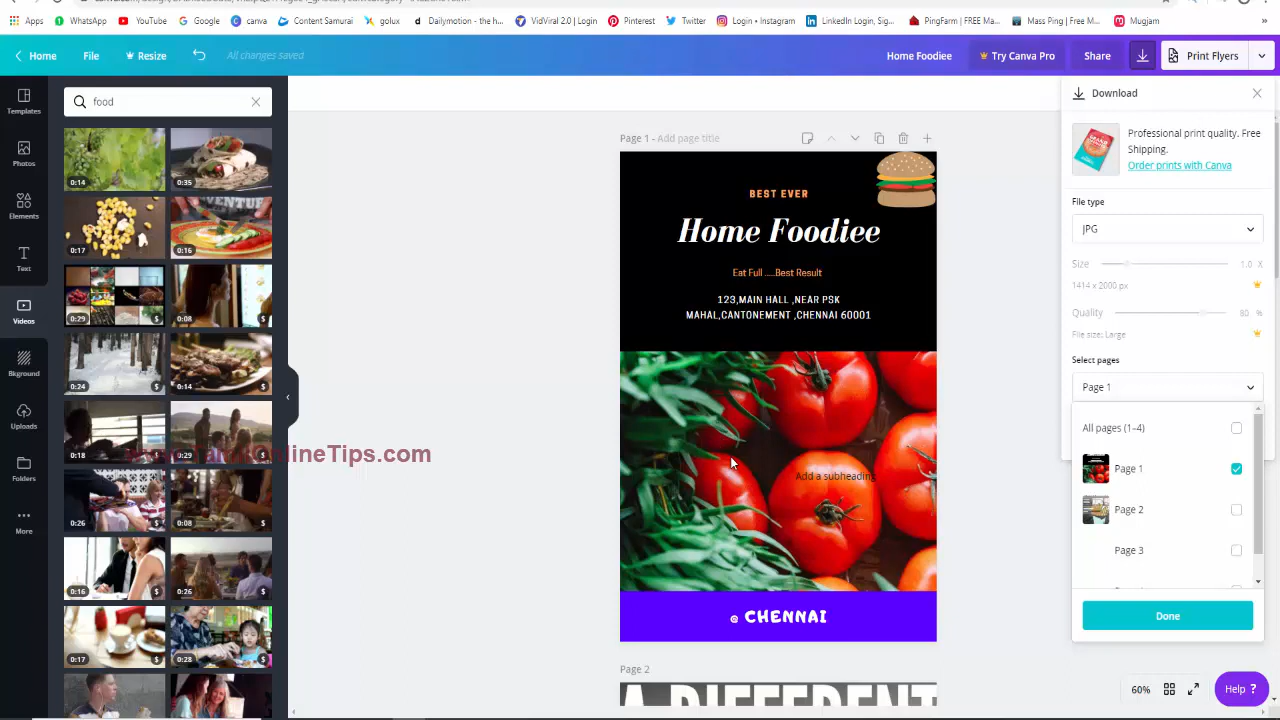 Apps
WhatsApp
YouTube
Google
canva
Content Samurai
golux
Dailymotion - the h...
VidViral 2.0 | Login
Pinterest
Twitter
Login • Instagram
LinkedIn Login, Sig...
PingFarm | FREE Ma...
Mass Ping | Free M...
Mugjam
»
Home
File
Resize
All changes saved
Home Foodiee
Try Canva Pro
Share
Print Flyers
Templates
Photos
Elements
Text
Videos
Bkground
Uploads
Folders
More
food
0:14
0:35
0:17
0:16
0:29
0:08 $
0:24 $
0:14 $
0:18 $
0:29 $
0:26 $
0:08 $
0:16 $
0:26 $
0:17 $
0:28 $
Page 1 - Add page title
BEST EVER
Home Foodiee
Eat Full .....Best Result
123,MAIN HALL ,NEAR PSK
MAHAL,CANTONEMENT ,CHENNAI 60001
Add a subheading
@ CHENNAI
Page 2
A DIFFERENT
OnlineTips.com
Download
Professional print quality. Free
Shipping.
Order prints with Canva
File type
JPG
Size
1.0 X
1414 x 2000 px
Quality
80 %
File size: Large
Select pages
Page 1
All pages (1-4)
Page 1
Page 2
Page 3
Done
60%
Help ?